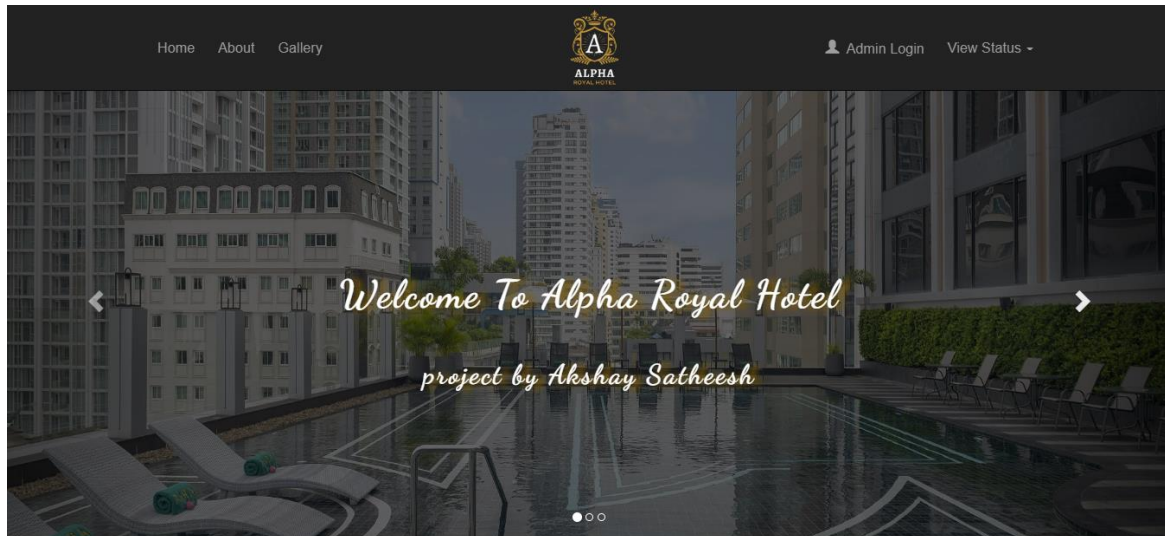 Home About Gallery
A
ALPHA
ROYAL HOTEL
Admin Login View Status
Welcome To Alpha Royal Hotel
project by Akshay Satheesh